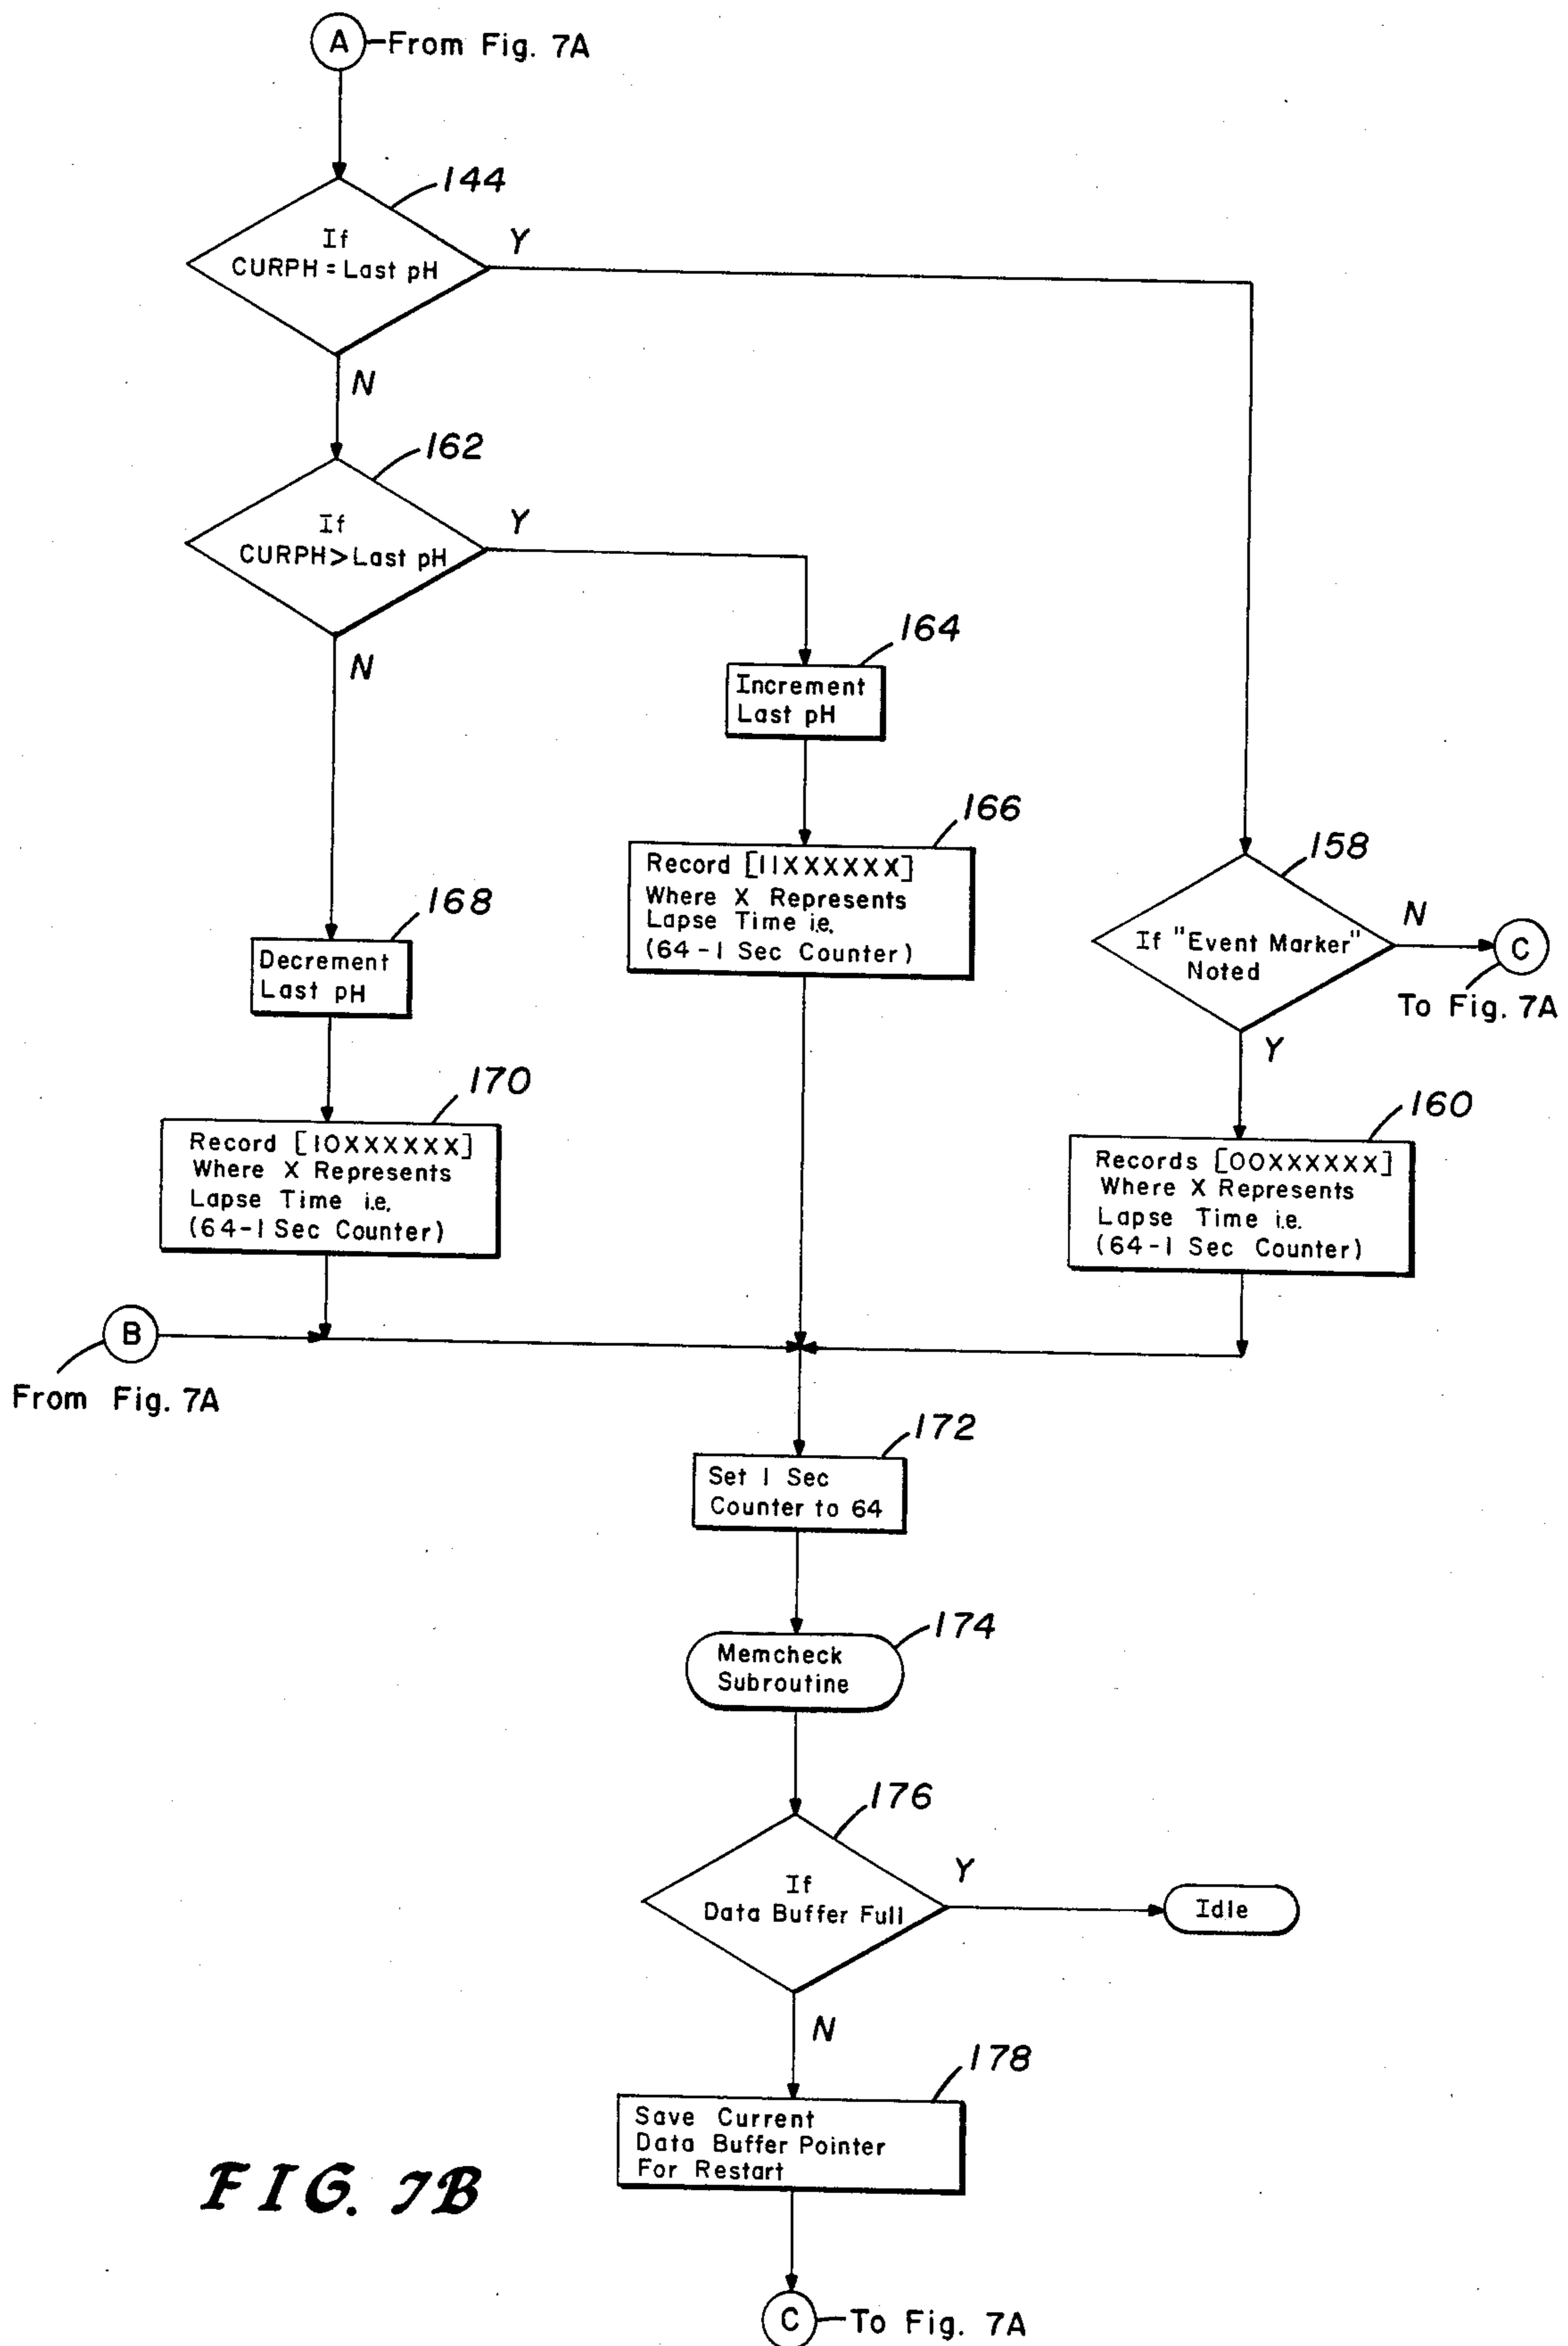 A
From Fig. 7A
144
If
CURPH = Last pH
Y
N
162
If
CURPH > Last pH
Y
N
164
Increment
Last pH
166
Record [11XXXXXX]
Where X Represents
Lapse Time i.e.
(64-1 Sec Counter)
158
If "Event Marker"
Noted
N
C
To Fig. 7A
Y
168
Decrement
Last pH
170
Record [10XXXXXX]
Where X Represents
Lapse Time i.e.
(64-1 Sec Counter)
160
Records [00XXXXXX]
Where X Represents
Lapse Time i.e.
(64-1 Sec Counter)
B
From Fig. 7A
172
Set 1 Sec
Counter to 64
174
Memcheck
Subroutine
176
If
Data Buffer Full
Y
Idle
N
178
Save Current
Data Buffer Pointer
For Restart
FIG. 7B
C
To Fig. 7A